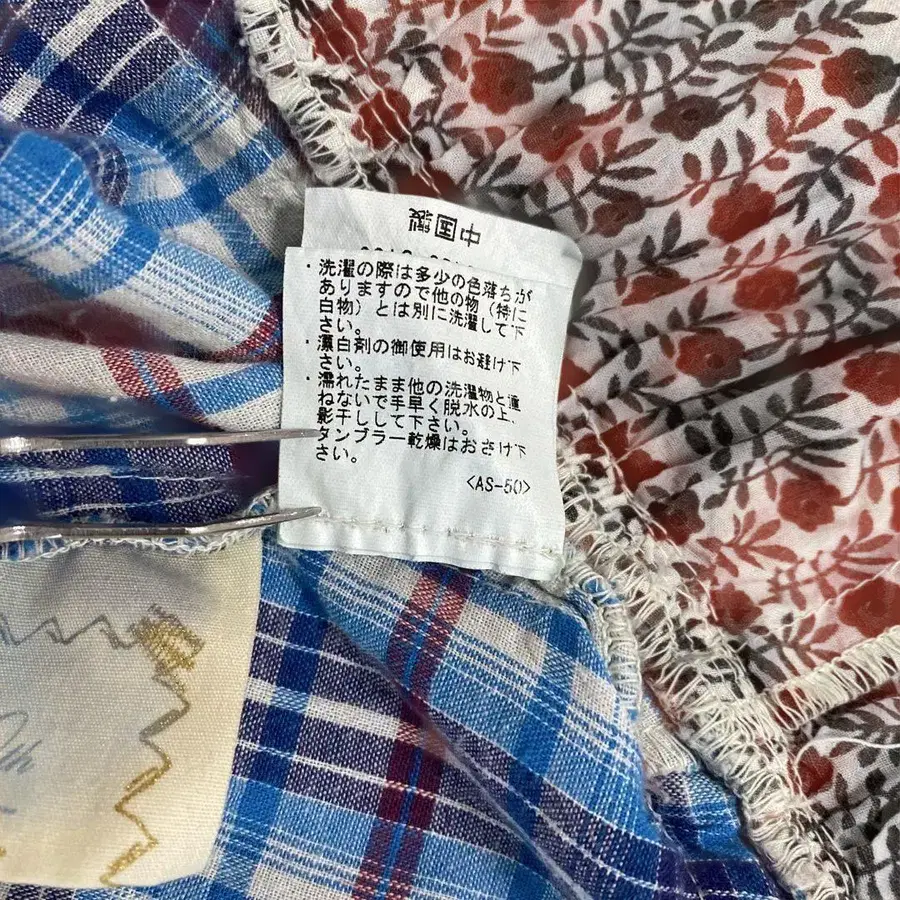 中国製
・洗濯の際は多少の色落ちが
ありますので他の物(特に
白物)とは別に洗濯して下
さい。
・漂白剤の御使用はお避け下
さい。
・濡れたまま他の洗濯物と重
ねないで手早く脱水の上、
影干しして下さい。
タンブラー乾燥はおさけ下
さい。
<AS-50>